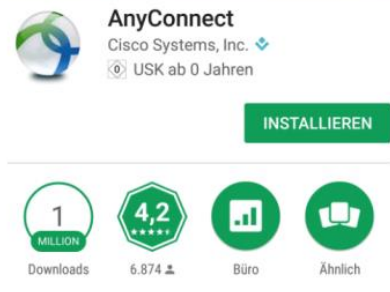 AnyConnect
Cisco Systems, Inc.
0 USK ab 0 Jahren
INSTALLIEREN
1
MILLION
Downloads
4,2
6.874
Büro
Ähnlich